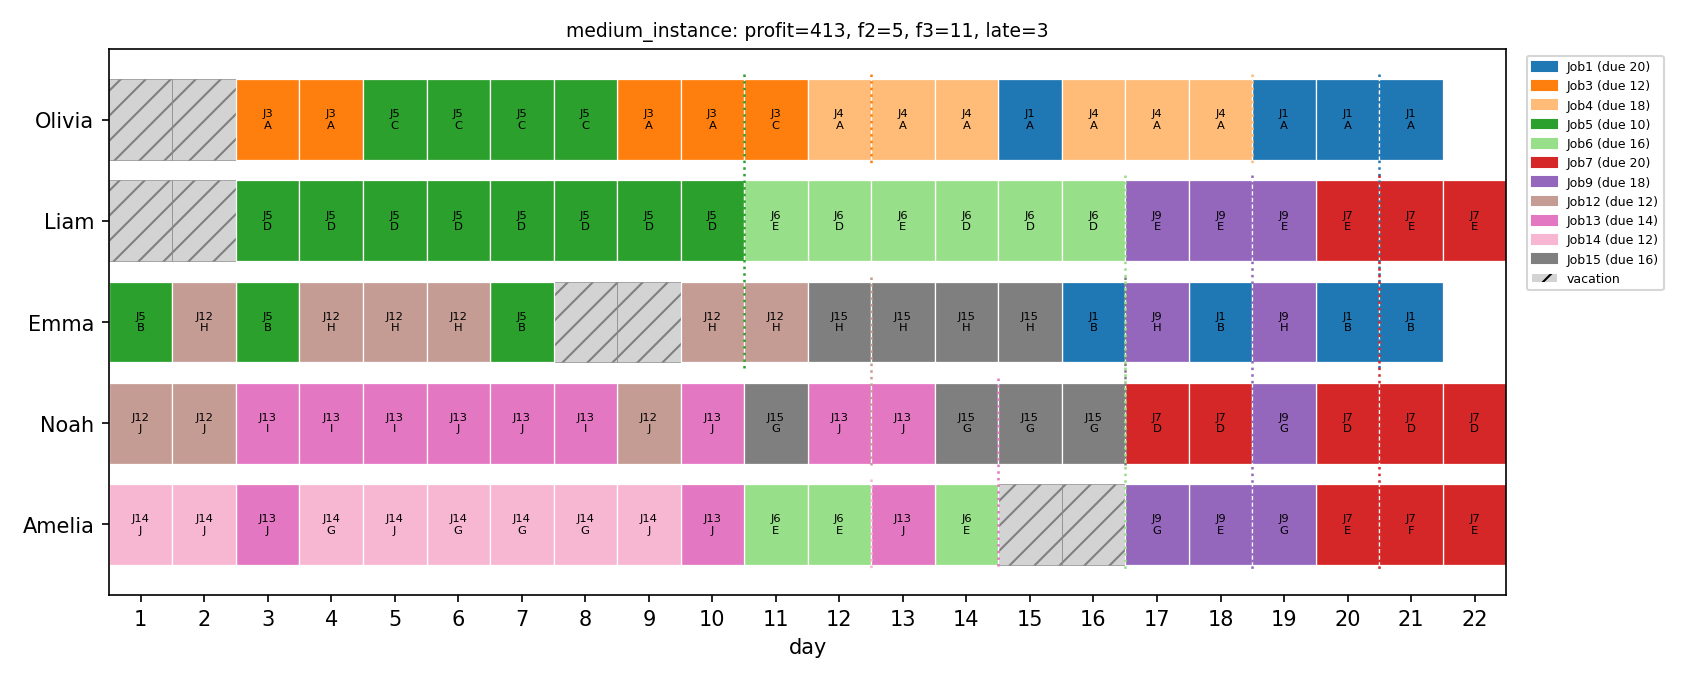 medium_instance: profit=413, f2=5, f3=11, late=3
Olivia
J3 J3 J5 J5 J5 J5 J3 J3 J3 J4 J4 J4 J1 J4 J4 J4 J1 J1 J1
A A C C C C A A C A A A A A A A A A A
Liam
J5 J5 J5 J5 J5 J5 J5 J5 J6 J6 J6 J6 J6 J6 J9 J9 J9 J7 J7 J7
D D D D D D D D E D E D D D E E E E E E
Emma
J5 J12 J5 J12 J12 J12 J5 J12 J12 J15 J15 J15 J15 J1 J9 J1 J9 J1 J1
B H B H H H B H H H H H H B H B H B B
Noah
J12 J12 J13 J13 J13 J13 J13 J13 J12 J13 J15 J13 J13 J15 J15 J15 J7 J7 J9 J7 J7 J7
J J I I I J J I J J G J J G G G D D G D D D
Amelia
J14 J14 J13 J14 J14 J14 J14 J14 J14 J13 J6 J6 J13 J6 J9 J9 J9 J7 J7 J7
J J J G J G G G J J E E J E G E G E F E
1 2 3 4 5 6 7 8 9 10 11 12 13 14 15 16 17 18 19 20 21 22
day
Job1 (due 20)
Job3 (due 12)
Job4 (due 18)
Job5 (due 10)
Job6 (due 16)
Job7 (due 20)
Job9 (due 18)
Job12 (due 12)
Job13 (due 14)
Job14 (due 12)
Job15 (due 16)
vacation